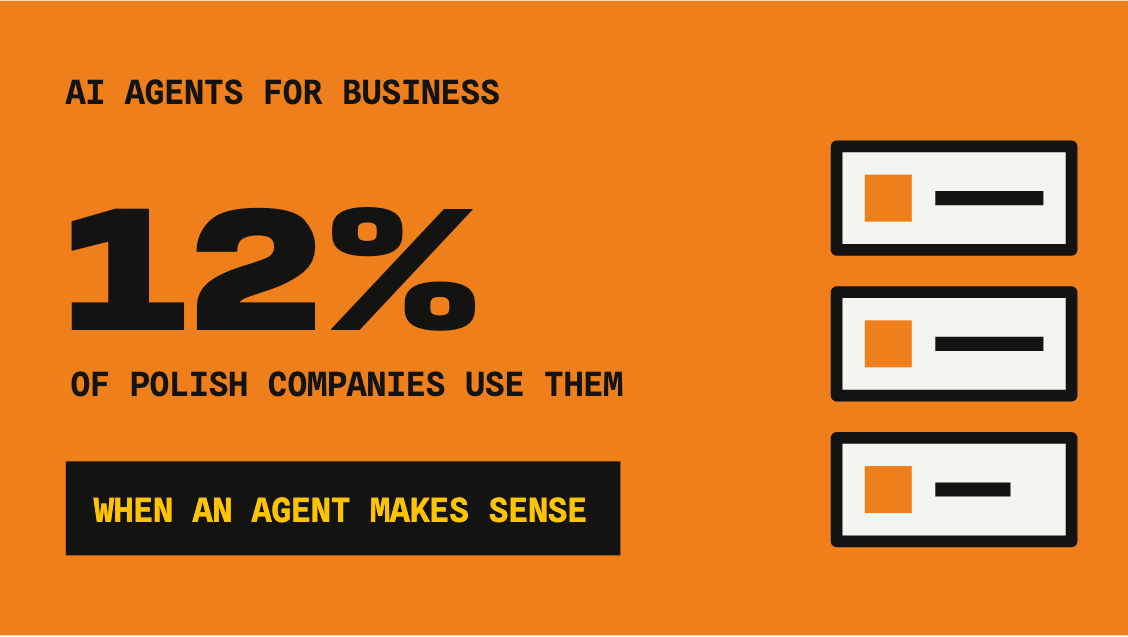 AI AGENTS FOR BUSINESS
12%
OF POLISH COMPANIES USE THEM
WHEN AN AGENT MAKES SENSE